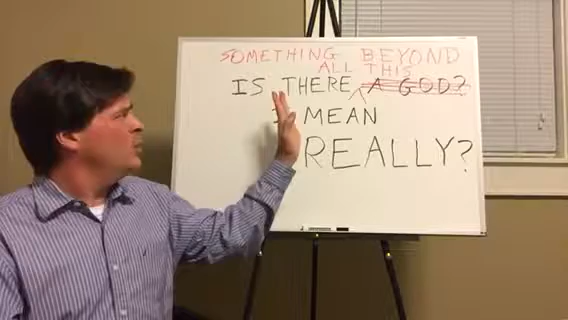 SOMETHING BEYOND
ALL THIS
IS THERE A GOD?
I MEAN
REALLY?